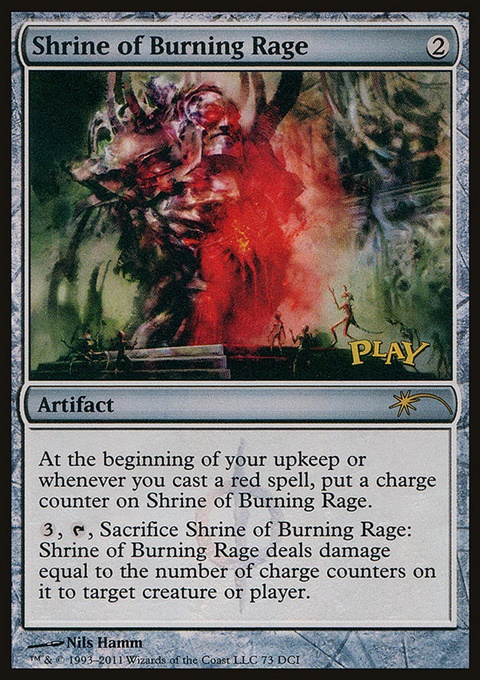 Shrine of Burning Rage 2
PLAY
Artifact
At the beginning of your upkeep or
whenever you cast a red spell, put a charge
counter on Shrine of Burning Rage.
3, , Sacrifice Shrine of Burning Rage:
Shrine of Burning Rage deals damage
equal to the number of charge counters on
it to target creature or player.
Nils Hamm
™ & © 1993–2011 Wizards of the Coast LLC 73 DCI